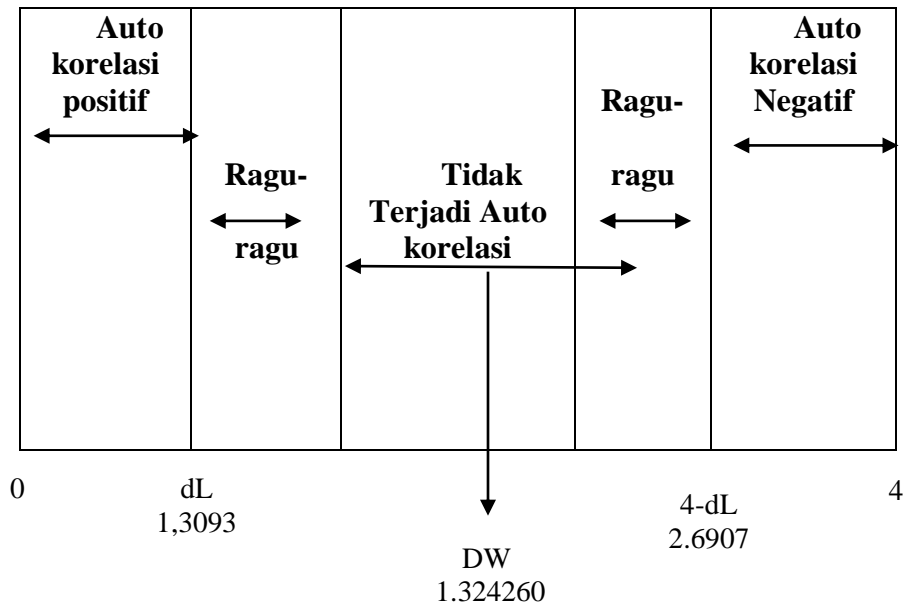 Auto
korelasi
positif
Ragu-
ragu
Tidak
Terjadi Auto
korelasi
Ragu-
ragu
Auto
korelasi
Negatif
0
dL
1,3093
DW
1.324260
4-dL
2.6907
4